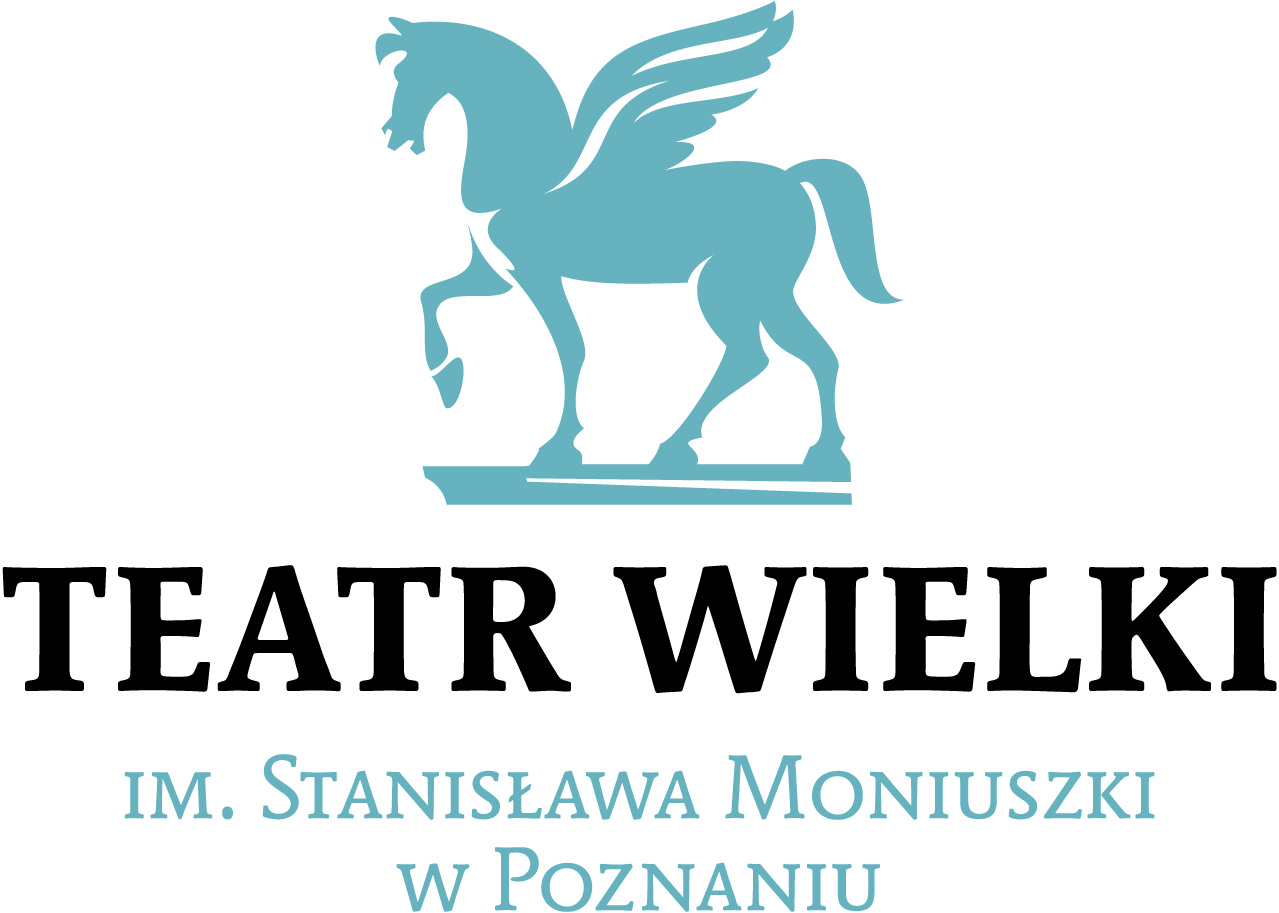 TEATR WIELKI
IM. STANISŁAWA MONIUSZKI
W POZNANIU